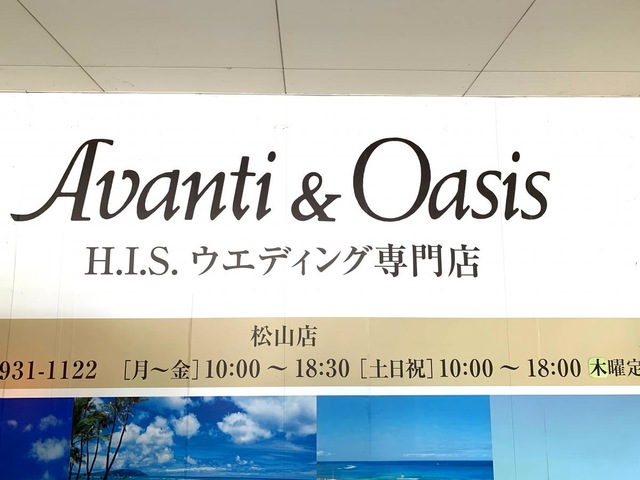 Avanti & Oasis
H.I.S. ウエディング専門店
松山店
931-1122 [月～金]10:00 ～ 18:30 [土日祝]10:00 ～ 18:00 木曜定